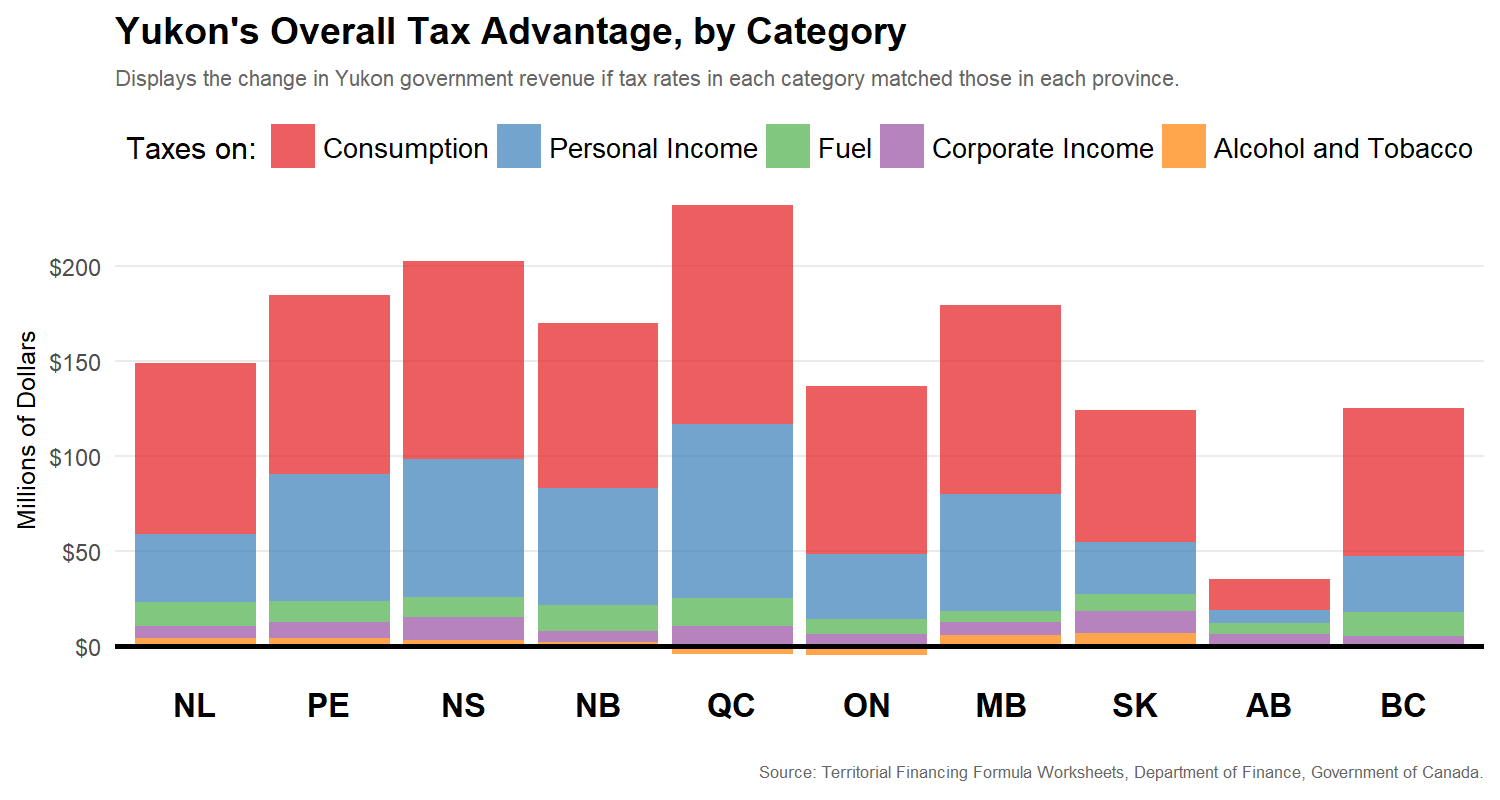 Yukon's Overall Tax Advantage, by Category
Displays the change in Yukon government revenue if tax rates in each category matched those in each province.
Taxes on: Consumption Personal Income Fuel Corporate Income Alcohol and Tobacco
Millions of Dollars
$200
$150
$100
$50
$0
NL PE NS NB QC ON MB SK AB BC
Source: Territorial Financing Formula Worksheets, Department of Finance, Government of Canada.